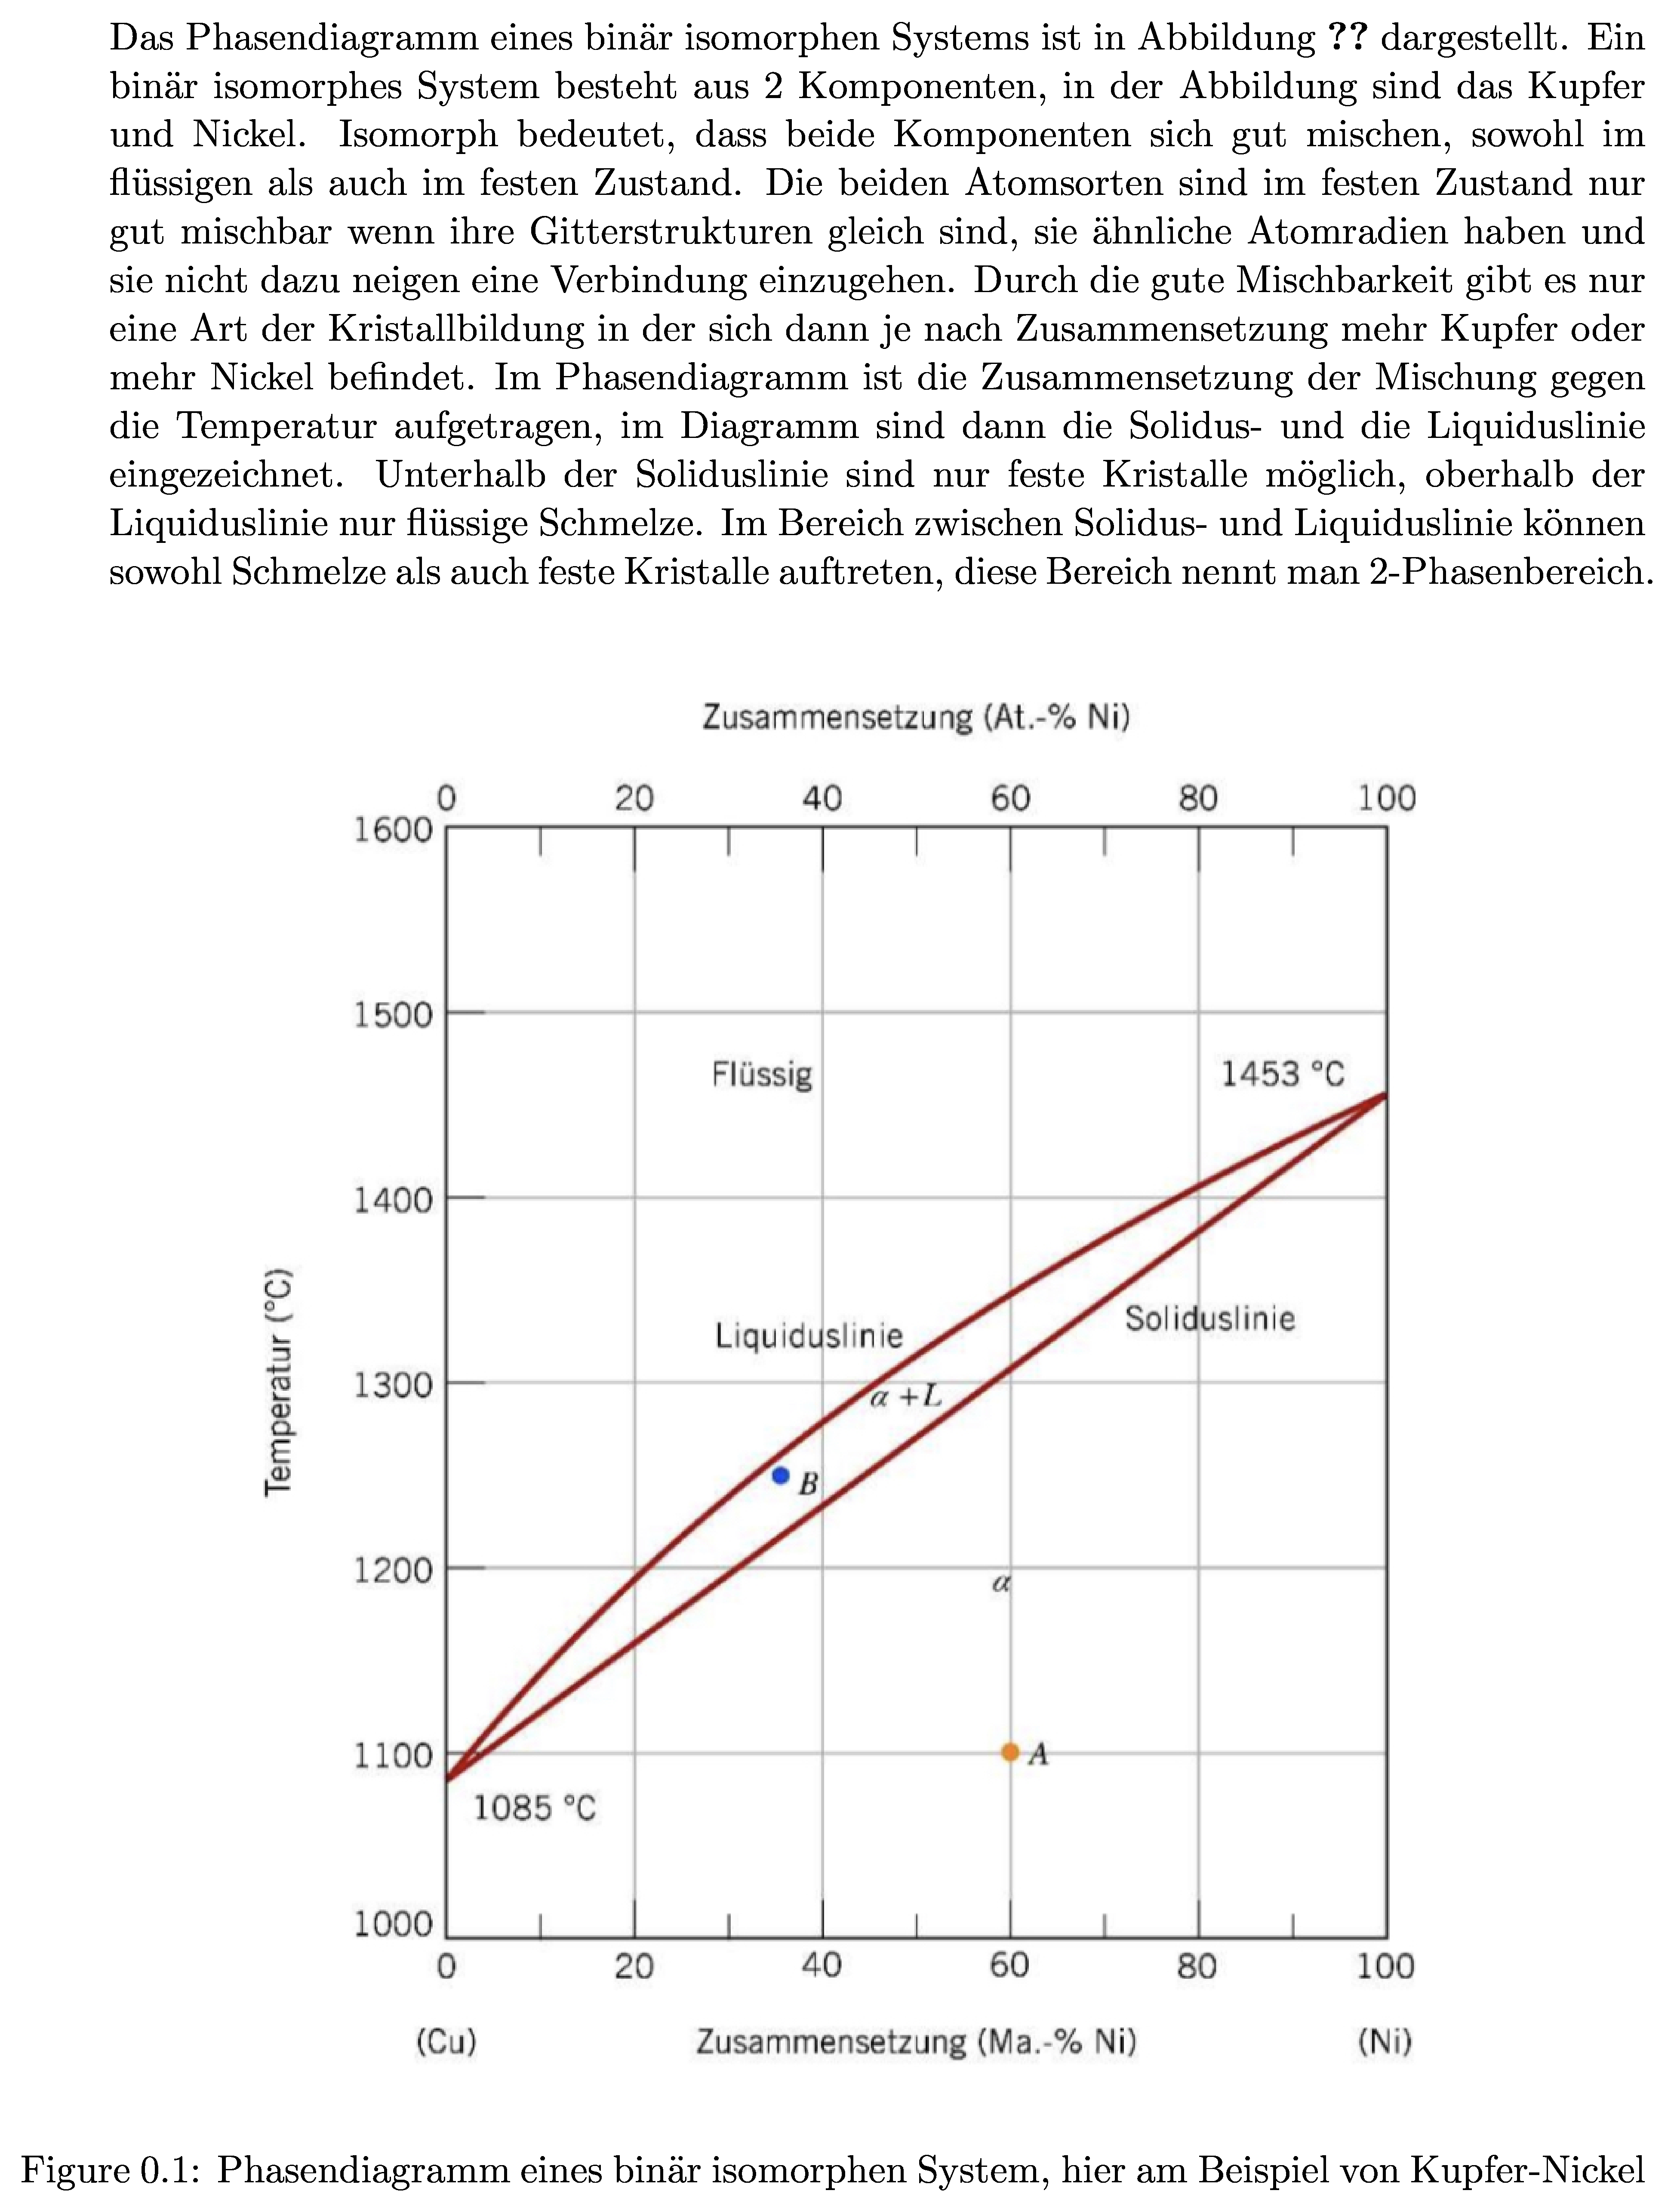 Das Phasendiagramm eines binär isomorphen Systems ist in Abbildung ?? dargestellt. Ein
binär isomorphes System besteht aus 2 Komponenten, in der Abbildung sind das Kupfer
und Nickel. Isomorph bedeutet, dass beide Komponenten sich gut mischen, sowohl im
flüssigen als auch im festen Zustand. Die beiden Atomsorten sind im festen Zustand nur
gut mischbar wenn ihre Gitterstrukturen gleich sind, sie ähnliche Atomradien haben und
sie nicht dazu neigen eine Verbindung einzugehen. Durch die gute Mischbarkeit gibt es nur
eine Art der Kristallbildung in der sich dann je nach Zusammensetzung mehr Kupfer oder
mehr Nickel befindet. Im Phasendiagramm ist die Zusammensetzung der Mischung gegen
die Temperatur aufgetragen, im Diagramm sind dann die Solidus- und die Liquiduslinie
eingezeichnet. Unterhalb der Soliduslinie sind nur feste Kristalle möglich, oberhalb der
Liquiduslinie nur flüssige Schmelze. Im Bereich zwischen Solidus- und Liquiduslinie können
sowohl Schmelze als auch feste Kristalle auftreten, diese Bereich nennt man 2-Phasenbereich.
Zusammensetzung (At.-% Ni)
0 20 40 60 80 100
1600
1500
Flüssig 1453 °C
1400
Soliduslinie
Liquiduslinie
1300
α +L
Temperatur (°C)
B
1200
α
1100
A
1085 °C
1000
0 20 40 60 80 100
(Cu) Zusammensetzung (Ma.-% Ni) (Ni)
Figure 0.1: Phasendiagramm eines binär isomorphen System, hier am Beispiel von Kupfer-Nickel